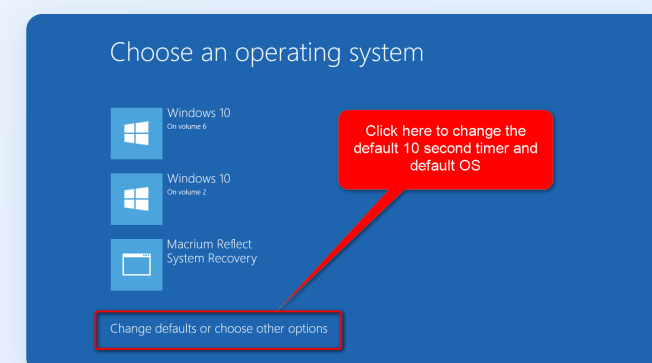 Choose an operating system
Windows 10
On volume 6
Click here to change the
default 10 second timer and
default OS
Windows 10
On volume 2
Macrium Reflect
System Recovery
Change defaults or choose other options